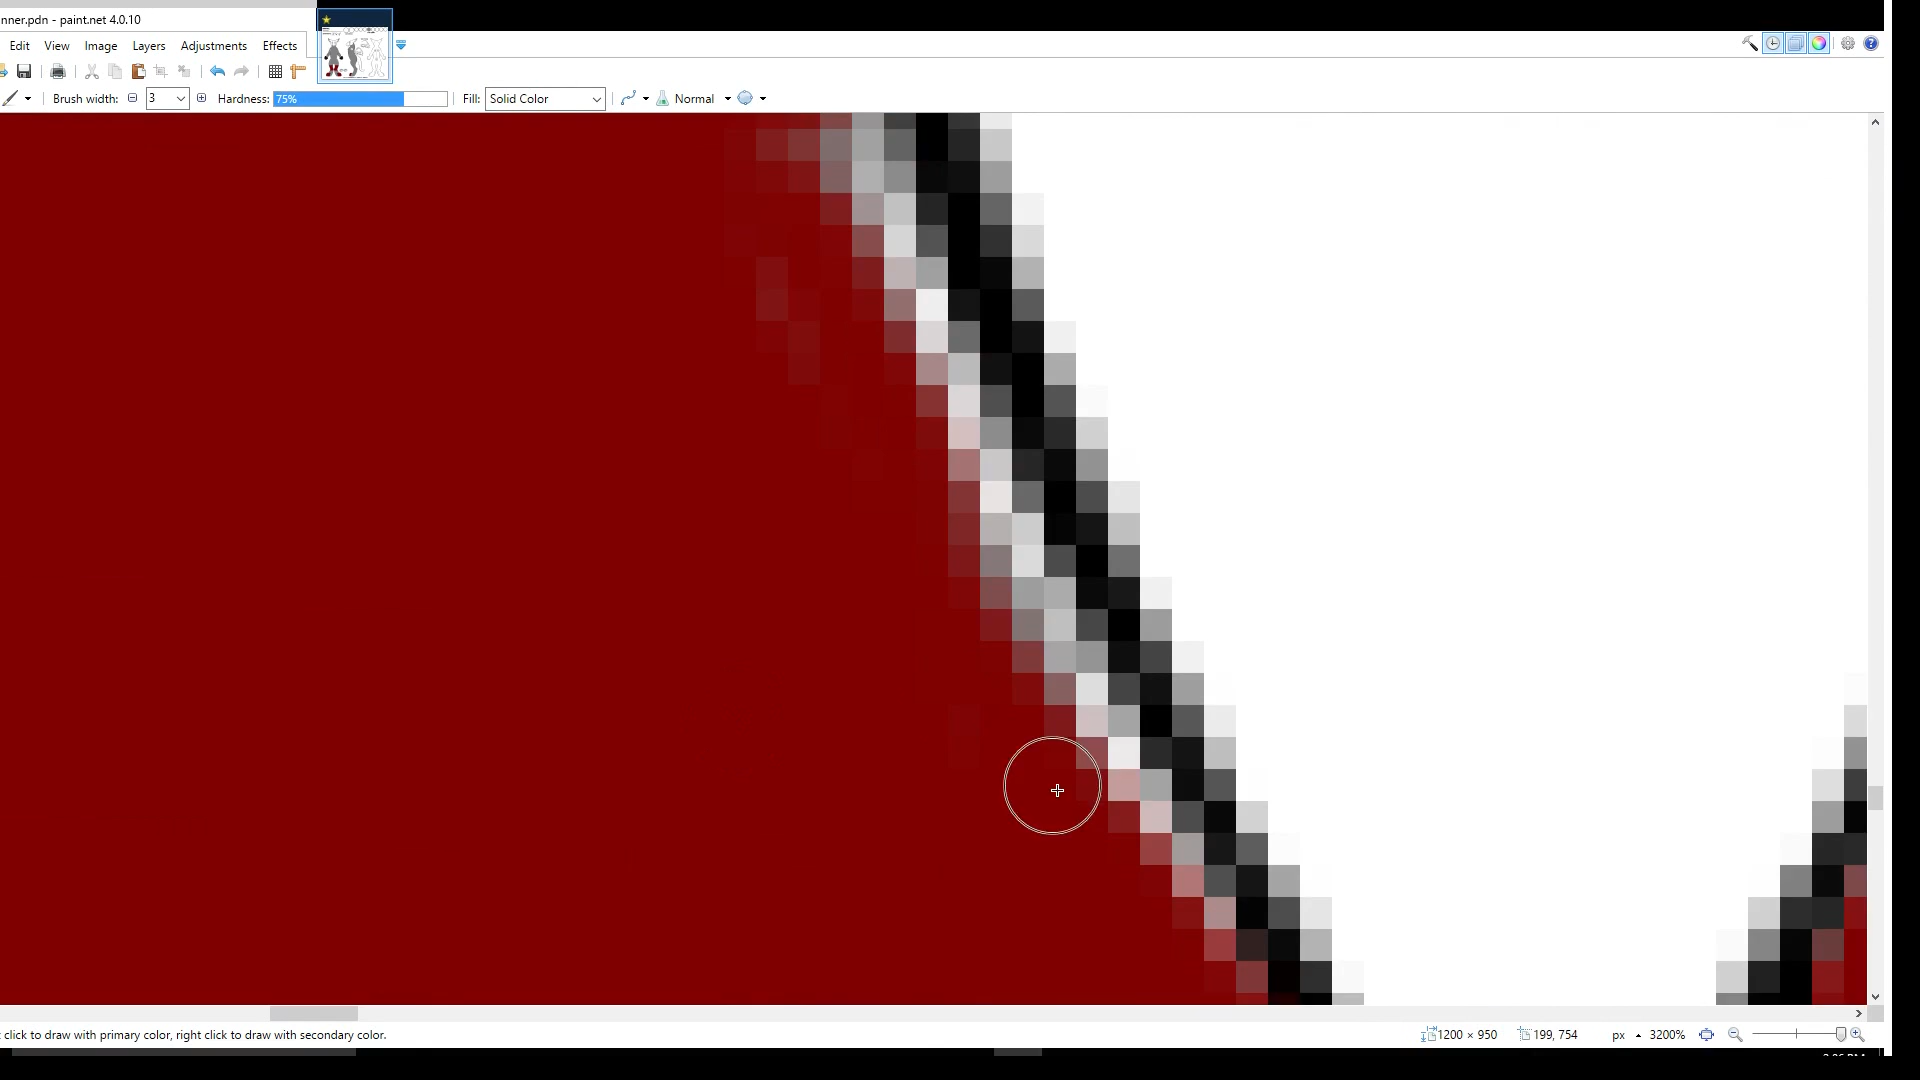 nner.pdn - paint.net 4.0.10
Edit View Image Layers Adjustments Effects
Brush width: 3 Hardness: 75% Fill: Solid Color Normal
click to draw with primary color, right click to draw with secondary color.
1200 × 950 199, 754 px 3200%